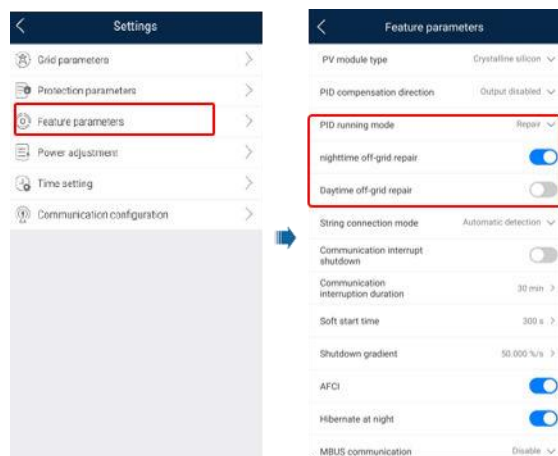 Settings
Grid parameters
Protection parameters
Feature parameters
Power adjustment
Time setting
Communication configuration
Feature parameters
PV module type Crystalline silicon
PID compensation direction Output disabled
PID running mode Repair
nighttime off-grid repair
Daytime off-grid repair
String connection mode Automatic detection
Communication interrupt
shutdown
Communication
interruption duration 30 min
Soft start time 300 s
Shutdown gradient 50.000 %/s
AFCI
Hibernate at night
MBUS communication Disable